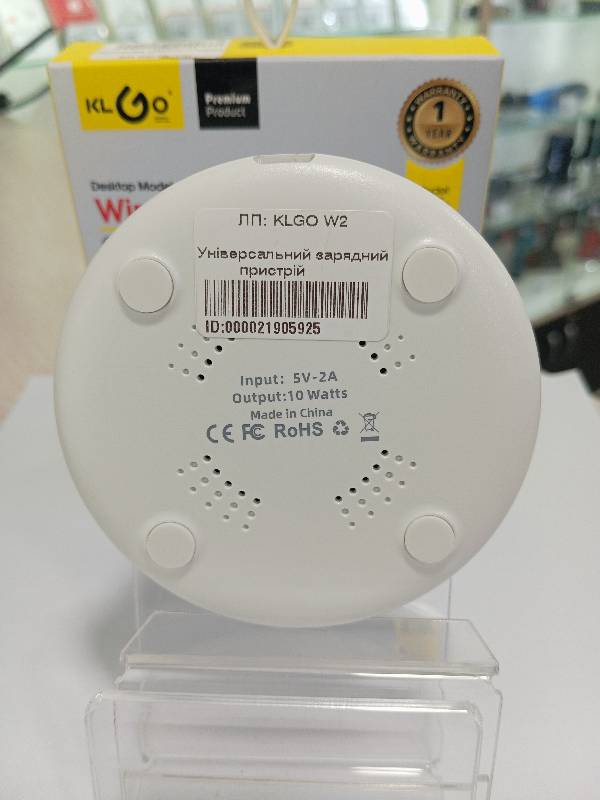 KLGO
Premium
Product
WARRANTY
1
YEAR
WARRANTY
Desktop Mode
Wir
ЛП: KLGO W2
Універсальний зарядний
пристрій
ID:000021905925
Input: 5V-2A
Output:10 Watts
Made in China
CE FC RoHS